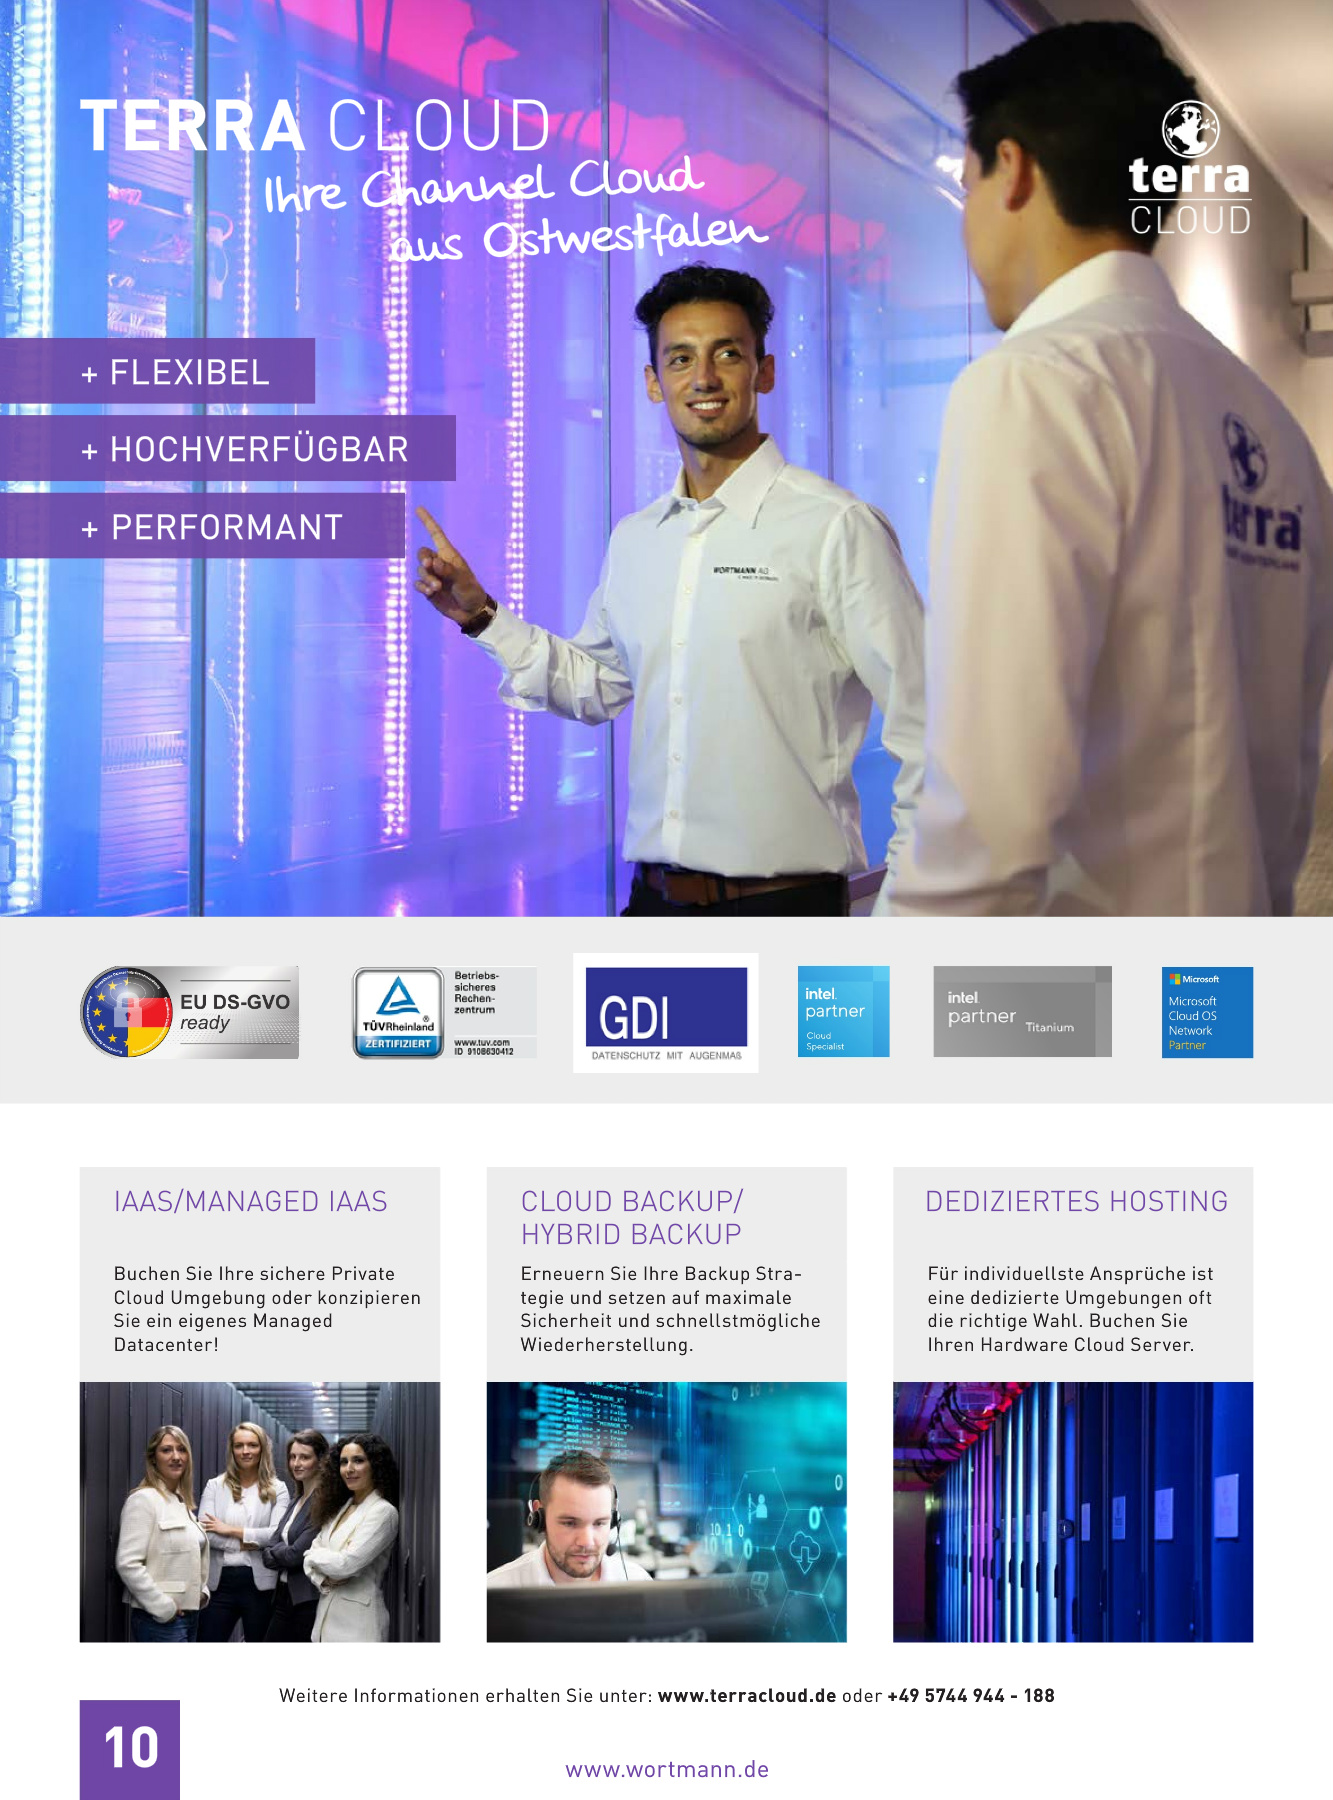 TERRA CLOUD
Ihre Channel Cloud
aus Ostwestfalen
terra
CLOUD
+ FLEXIBEL
+ HOCHVERFÜGBAR
+ PERFORMANT
WORTMANN AG
terra
EU DS-GVO
ready
TÜVRheinland®
ZERTIFIZIERT
Betriebs-
sicheres
Rechen-
zentrum
www.tuv.com
ID 9108630412
GDI
DATENSCHUTZ MIT AUGENMAß
intel.
partner
Cloud
Specialist
intel.
partner
Titanium
Microsoft
Microsoft
Cloud OS
Network
Partner
IAAS/MANAGED IAAS
Buchen Sie Ihre sichere Private
Cloud Umgebung oder konzipieren
Sie ein eigenes Managed
Datacenter!
CLOUD BACKUP/
HYBRID BACKUP
Erneuern Sie Ihre Backup Stra-
tegie und setzen auf maximale
Sicherheit und schnellstmögliche
Wiederherstellung.
DEDIZIERTES HOSTING
Für individuellste Ansprüche ist
eine dedizierte Umgebungen oft
die richtige Wahl. Buchen Sie
Ihren Hardware Cloud Server.
Weitere Informationen erhalten Sie unter: www.terracloud.de oder +49 5744 944 - 188
10
www.wortmann.de